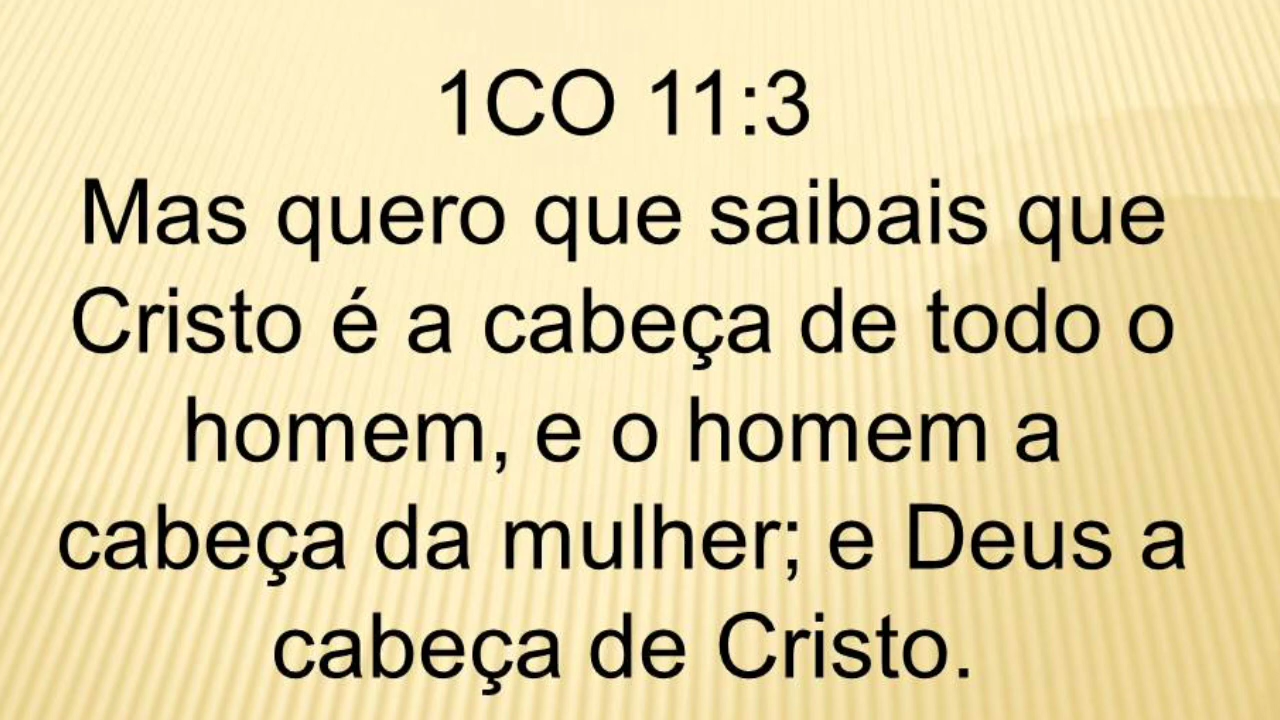 1CO 11:3
Mas quero que saibais que
Cristo é a cabeça de todo o
homem, e o homem a
cabeça da mulher; e Deus a
cabeça de Cristo.